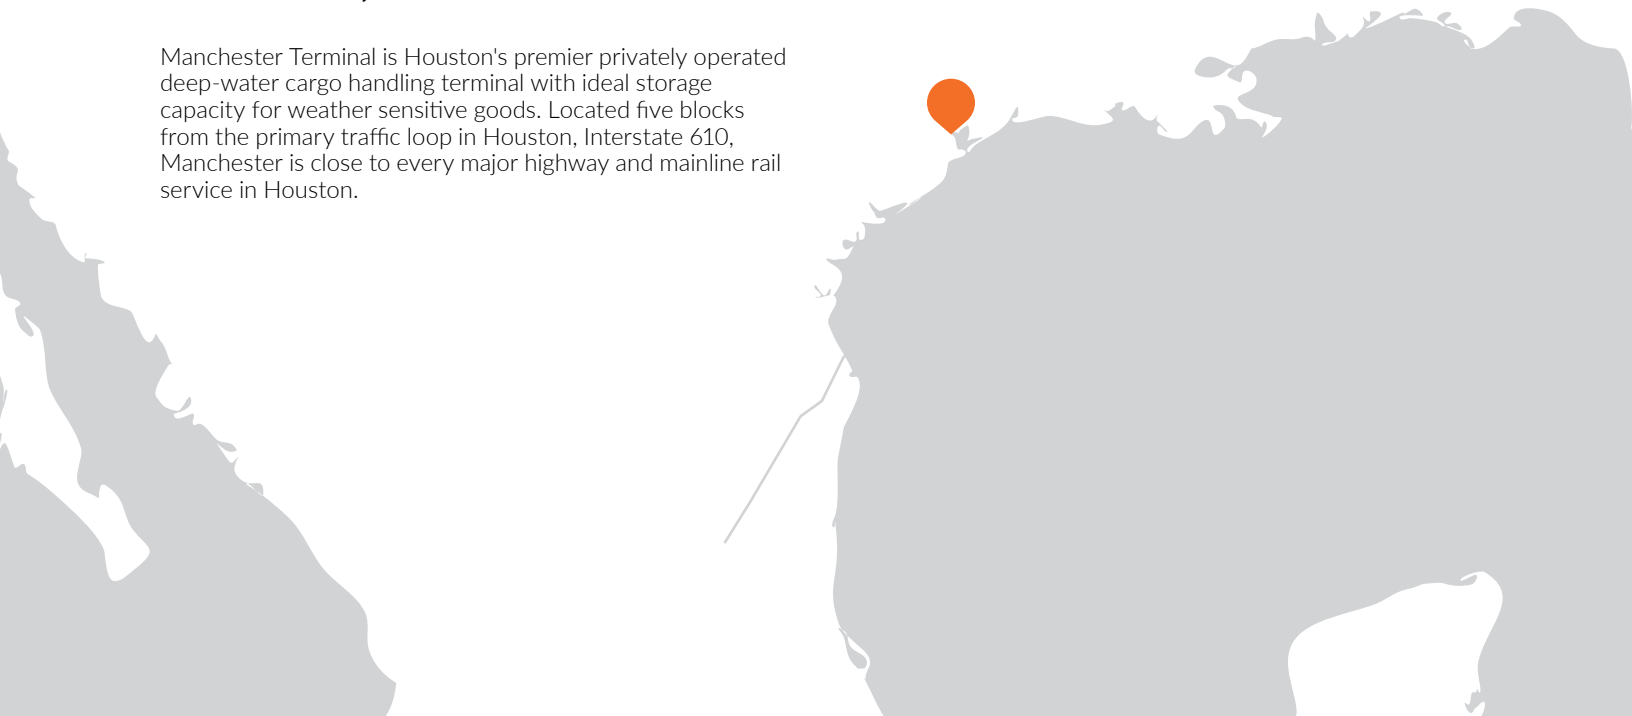 Manchester Terminal is Houston's premier privately operated
deep-water cargo handling terminal with ideal storage
capacity for weather sensitive goods. Located five blocks
from the primary traffic loop in Houston, Interstate 610,
Manchester is close to every major highway and mainline rail
service in Houston.